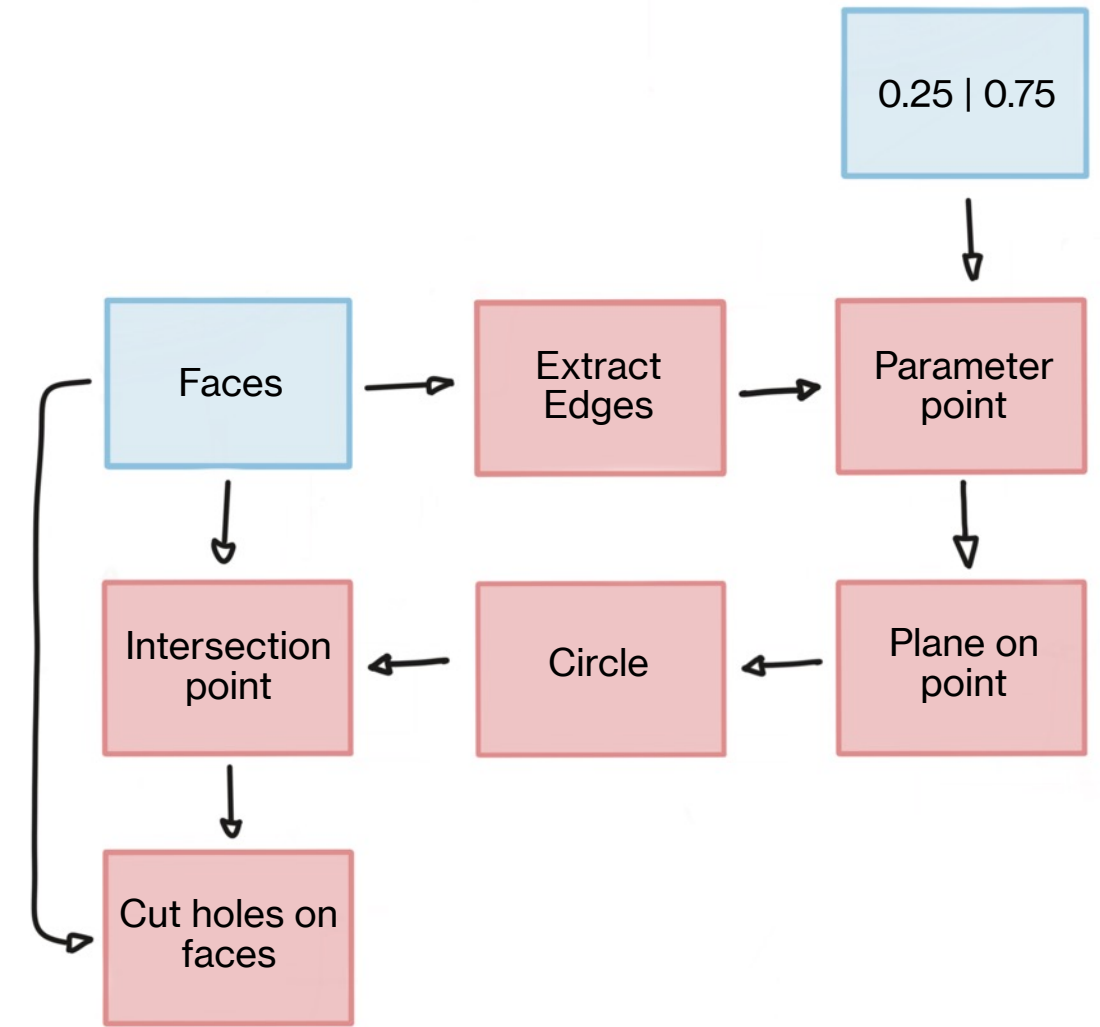 0.25 | 0.75
Faces
Extract
Edges
Parameter
point
Intersection
point
Circle
Plane on
point
Cut holes on
faces